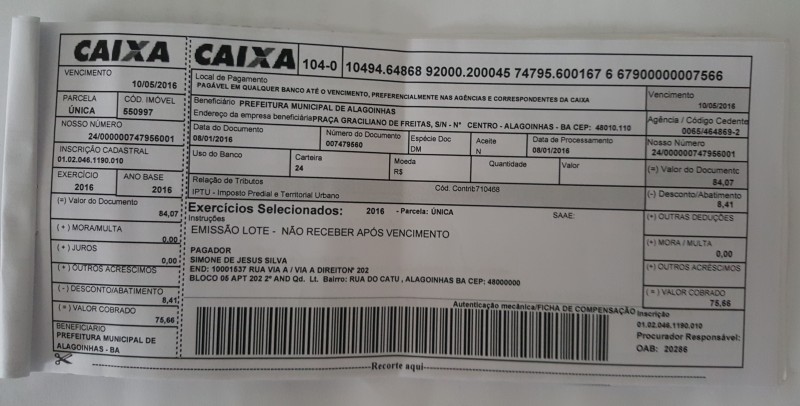 CAIXA
VENCIMENTO
10/05/2016
PARCELA CÓD. IMÓVEL
ÚNICA 550997
NOSSO NÚMERO
24/000000747956001
INSCRIÇÃO CADASTRAL
01.02.046.1190.010
EXERCÍCIO ANO BASE
2016 2016
(=) Valor do Documento
84,07
(+) MORA/MULTA
0,00
(+) JUROS
0,00
(+) OUTROS ACRÉSCIMOS
(-) DESCONTO/ABATIMENTO
8,41
(=) VALOR COBRADO
75,66
BENEFICIARIO
PREFEITURA MUNICIPAL DE
ALAGOINHAS - BA
CAIXA 104-0 10494.64868 92000.200045 74795.600167 6 67900000007566
Local de Pagamento
PAGÁVEL EM QUALQUER BANCO ATÉ O VENCIMENTO, PREFERENCIALMENTE NAS AGÊNCIAS E CORRESPONDENTES DA CAIXA
Beneficiário PREFEITURA MUNICIPAL DE ALAGOINHAS
Endereço da empresa beneficiáriaPRAÇA GRACILIANO DE FREITAS, S/N - Nº CENTRO - ALAGOINHAS - BA CEP: 48010.110
Data do Documento Número do Documento Espécie Doc Aceite Data de Processamento
08/01/2016 007479560 DM N 08/01/2016
Uso do Banco Carteira Moeda Quantidade Valor
24 R$
Relação de Tributos Cód. Contrib710468
IPTU - Imposto Predial e Territorial Urbano
Exercícios Selecionados: 2016 - Parcela: ÚNICA SAAE:
Instruções
EMISSÃO LOTE - NÃO RECEBER APÓS VENCIMENTO
PAGADOR
SIMONE DE JESUS SILVA
END: 10001637 RUA VIA A / VIA A DIREITONº 202
BLOCO 05 APT 202 2º AND Qd. Lt. Bairro: RUA DO CATU , ALAGOINHAS BA CEP: 48000000
Autenticação mecânica/FICHA DE COMPENSAÇÃO
Vencimento
10/05/2016
Agência / Código Cedente
0065/464869-2
Nosso Número
24/000000747956001
(=) Valor do Documentc
84,07
(-) Desconto/Abatimento
8,41
(+) OUTRAS DEDUÇÕES
(+) MORA / MULTA
0,00
(+) OUTROS ACRÉSCIMOS
(=) VALOR COBRADO
75,66
Inscrição
01.02.046.1190.010
Procurador Responsável:
OAB: 20286
Recorte aqui